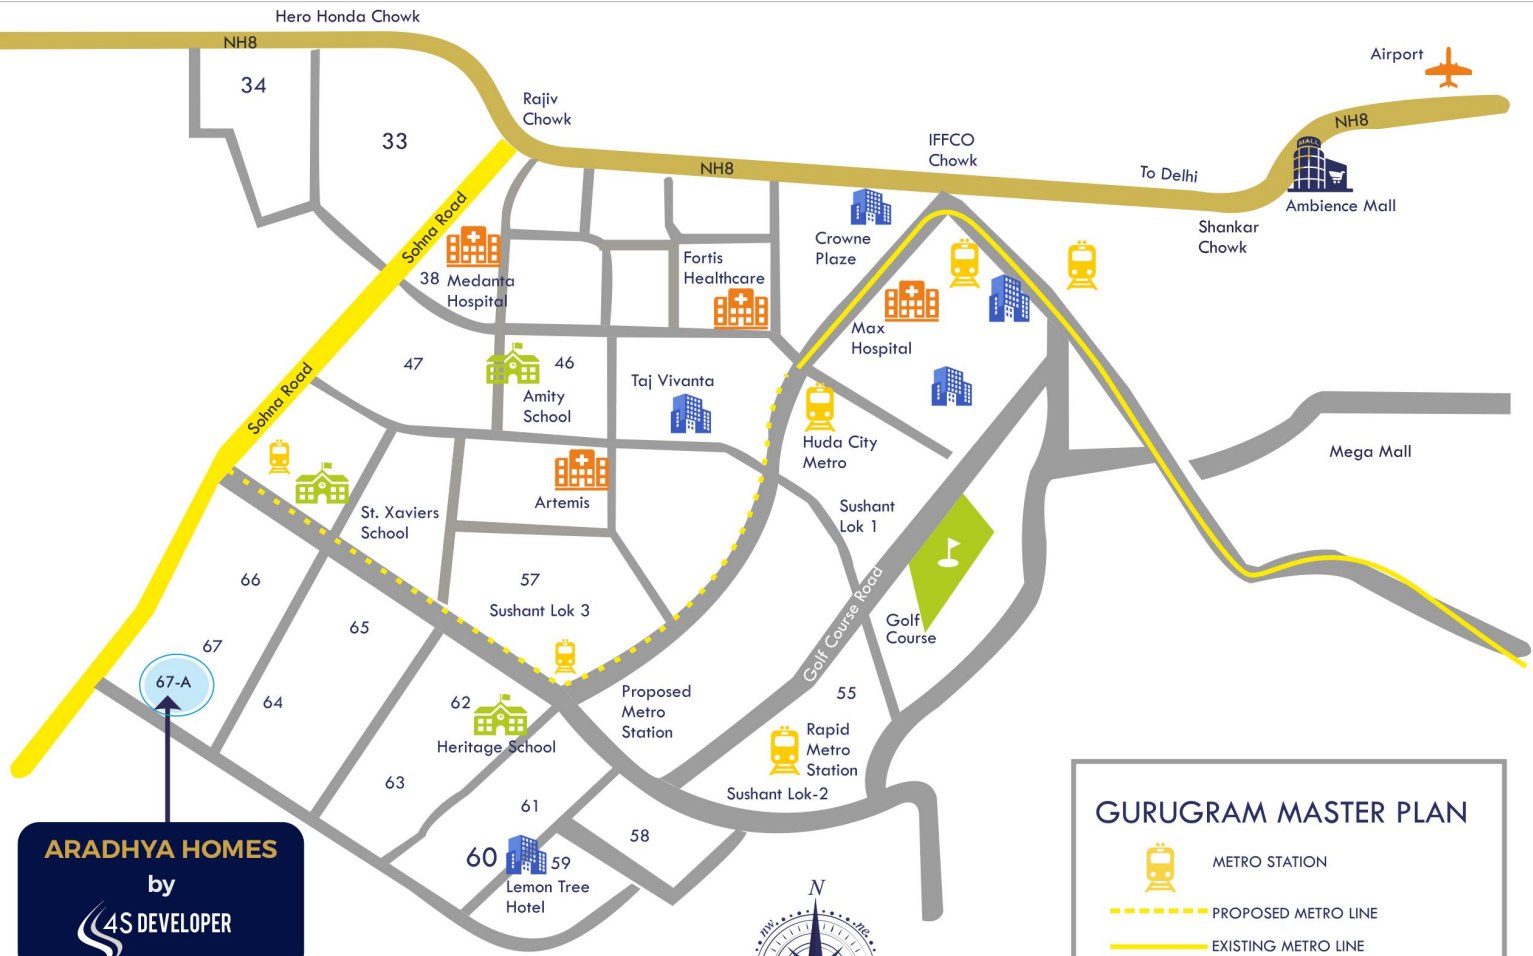 Hero Honda Chowk
NH8
34
33
Rajiv
Chowk
Airport
NH8
IFFCO
Chowk
NH8
To Delhi
MALL
Ambience Mall
Shankar
Chowk
Sohna Road
38
Medanta
Hospital
Fortis
Healthcare
Crowne
Plaze
Max
Hospital
47
46
Amity
School
Taj Vivanta
Sohna Road
Huda City
Metro
Mega Mall
St. Xaviers
School
Artemis
Sushant
Lok 1
66
57
Sushant Lok 3
65
Golf Course Road
Golf
Course
67
67-A
64
62
Heritage School
Proposed
Metro
Station
55
Rapid
Metro
Station
Sushant Lok-2
63
61
58
60
59
Lemon Tree
Hotel
ARADHYA HOMES
by
4S DEVELOPER
N
nw
ne
GURUGRAM MASTER PLAN
METRO STATION
PROPOSED METRO LINE
EXISTING METRO LINE